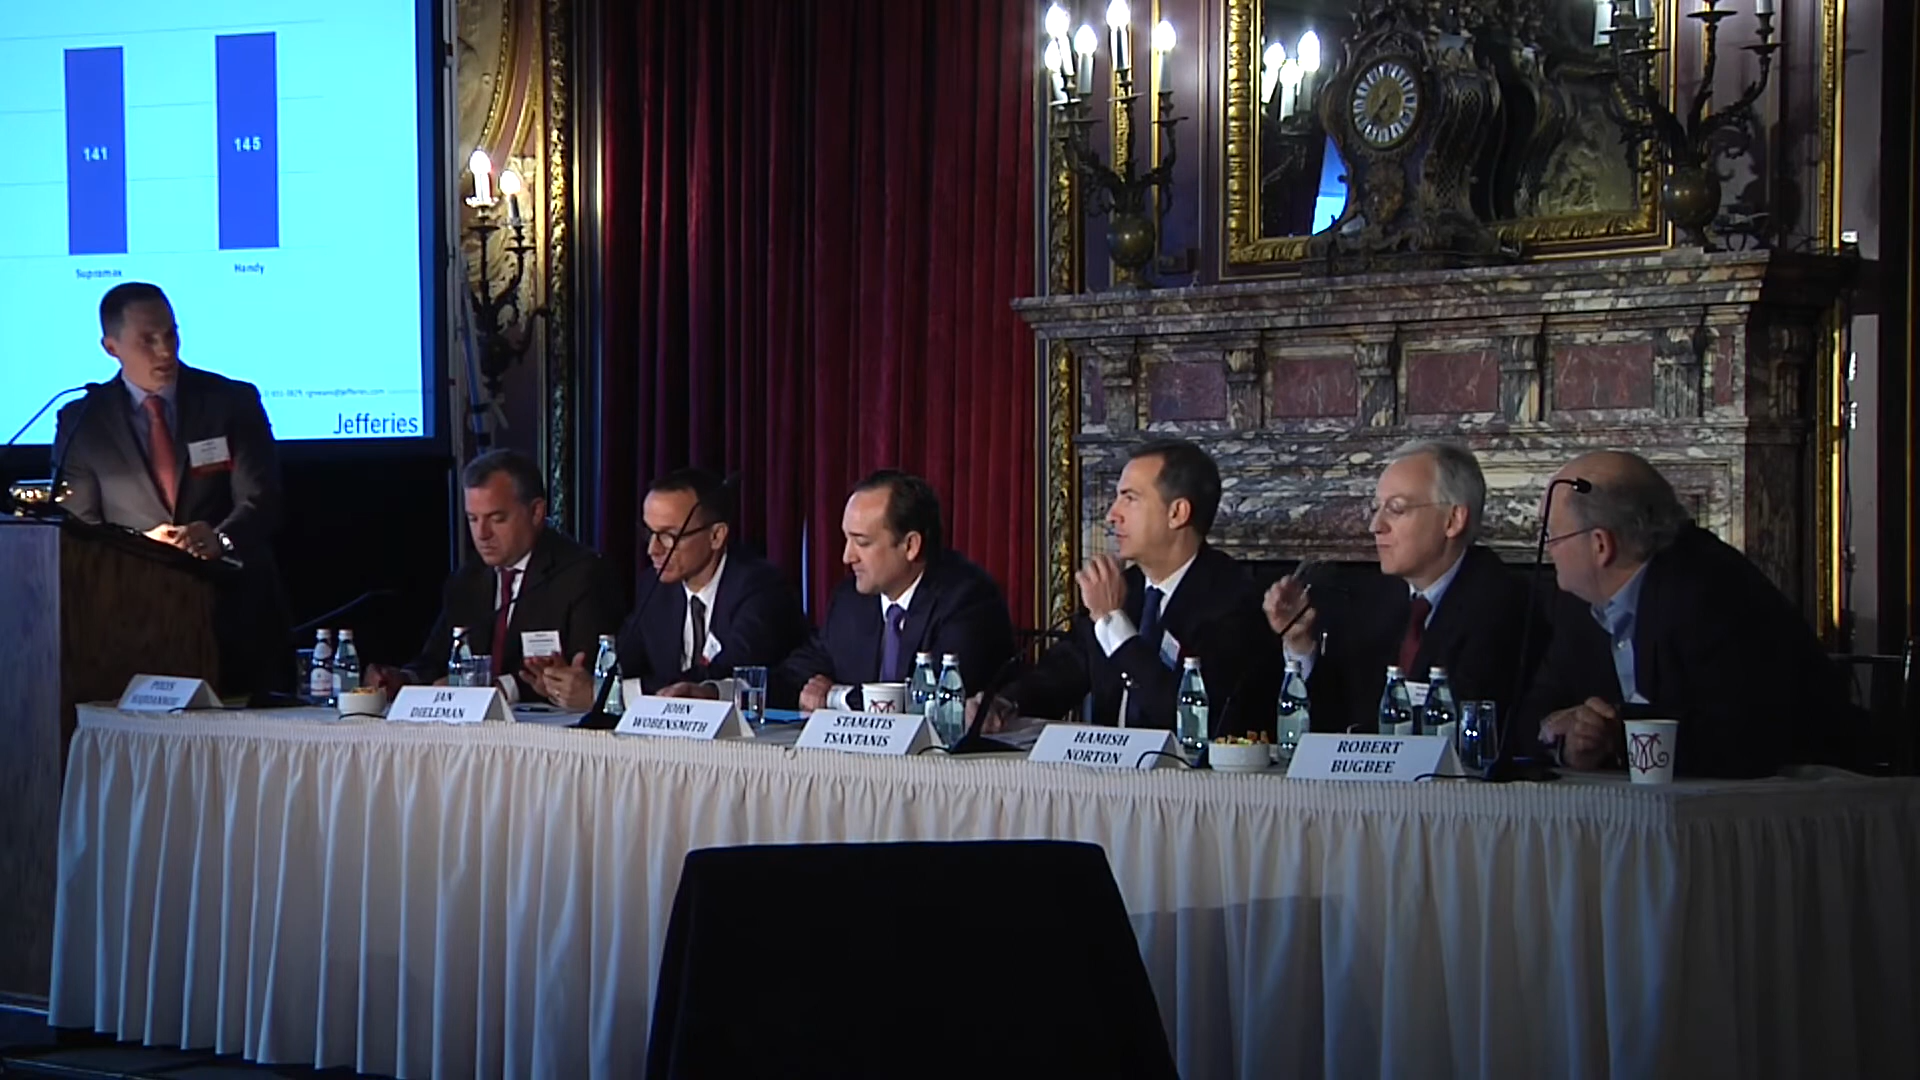 141
145
Supramax
Handy
Jefferies
JAN
DIELEMAN
JOHN
WOBENSMITH
STAMATIS
TSANTANIS
HAMISH
NORTON
ROBERT
BUGBEE